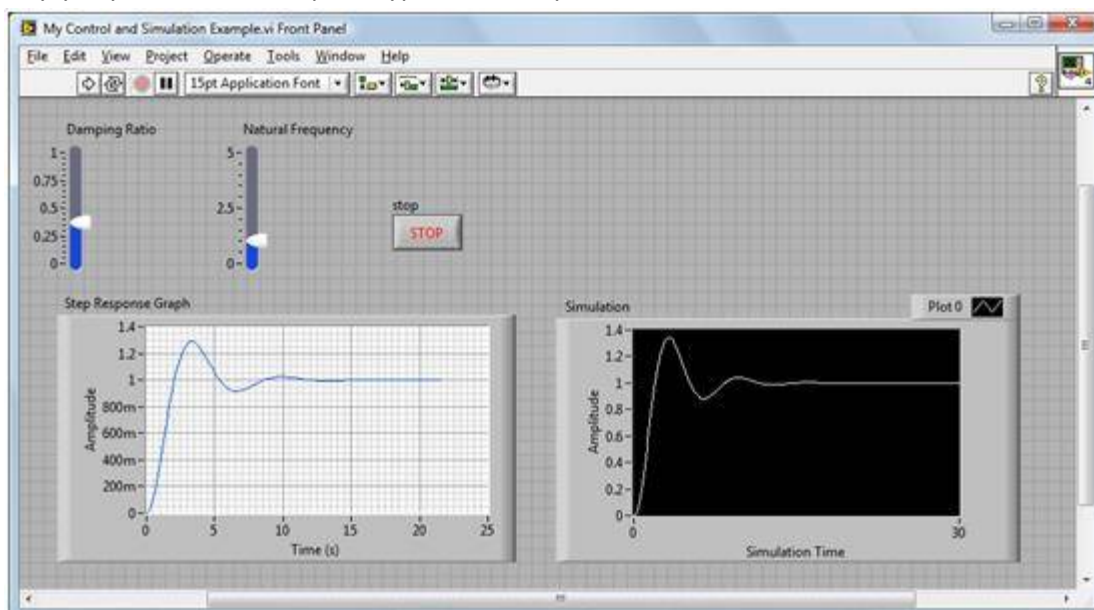 My Control and Simulation Example.vi Front Panel
File Edit View Project Operate Tools Window Help
15pt Application Font
4
Damping Ratio
1
0.75
0.5
0.25
0
Natural Frequency
5
2.5
0
stop
STOP
Step Response Graph
1.4
1.2
1
800m
600m
400m
200m
0
Amplitude
0 5 10 15 20 25
Time (s)
Simulation
Plot 0
1.4
1.2
1
0.8
0.6
0.4
0.2
0
Amplitude
0 30
Simulation Time